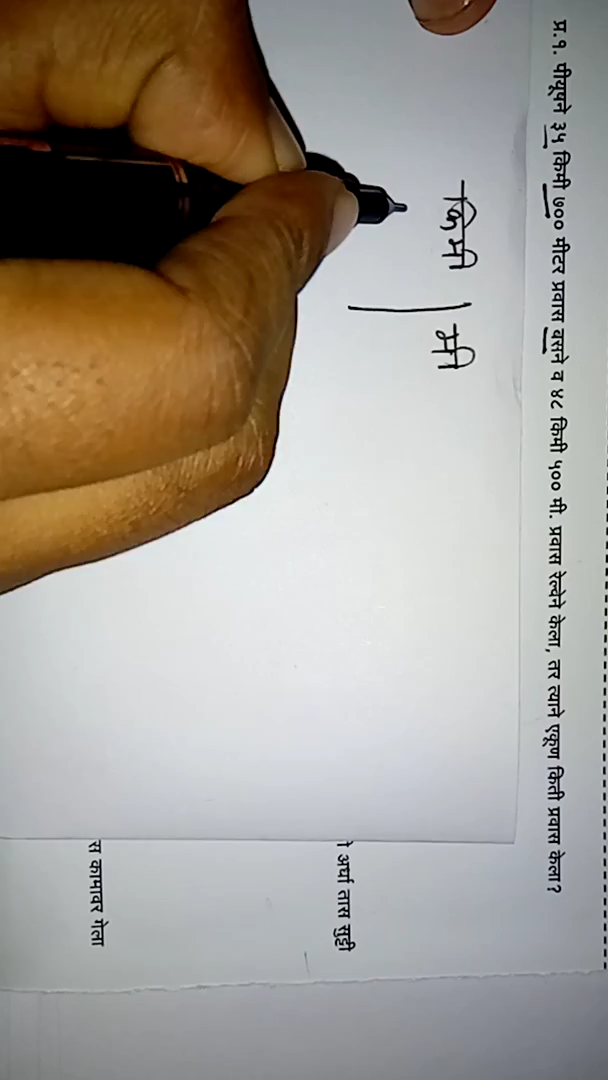 प्र.१. पीयूषने ३५ किमी ७०० मीटर प्रवास बसने व ४८ किमी ५०० मी. प्रवास रेल्वेने केला, तर त्याने एकूण किती प्रवास केला?
किमी | मी
अर्धा तास सुट्टी
स कामावर गेला